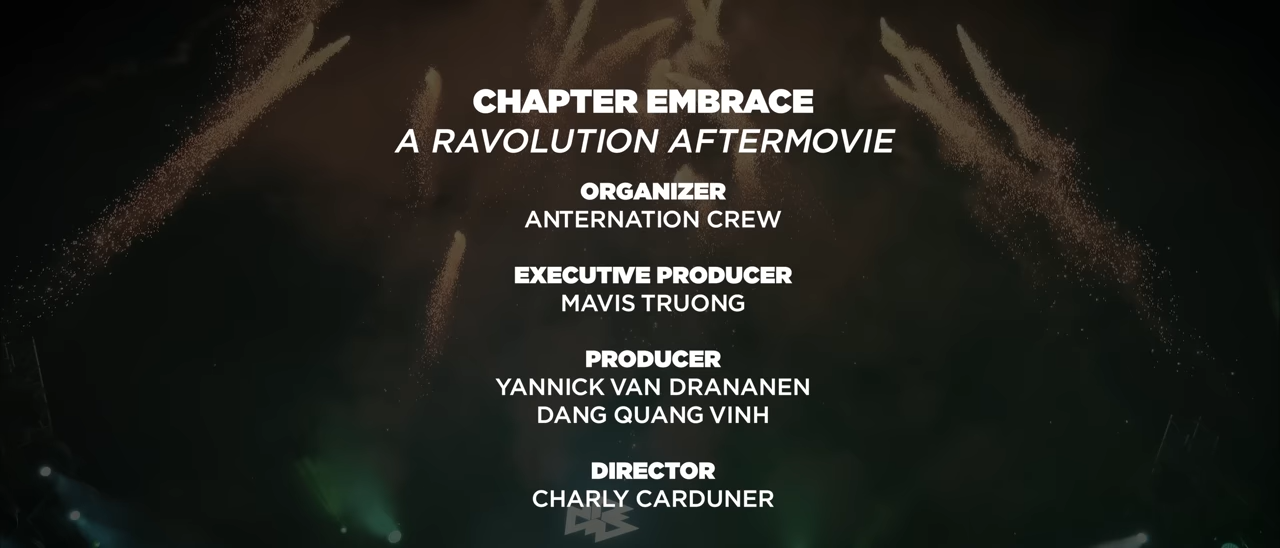 CHAPTER EMBRACE
A RAVOLUTION AFTERMOVIE
ORGANIZER
ANTERNATION CREW
EXECUTIVE PRODUCER
MAVIS TRUONG
PRODUCER
YANNICK VAN DRANANEN
DANG QUANG VINH
DIRECTOR
CHARLY CARDUNER